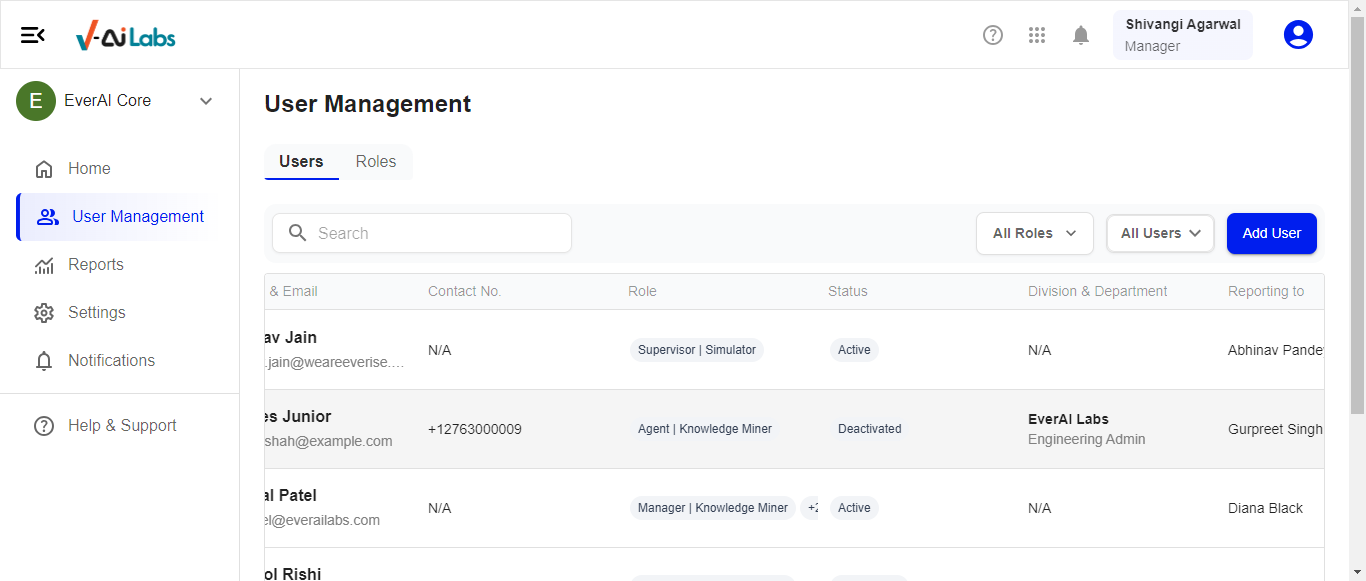 V-Ai Labs
Shivangi Agarwal
Manager
E
EverAI Core
Home
User Management
Reports
Settings
Notifications
Help & Support
User Management
Users
Roles
Search
All Roles
All Users
Add User
& Email
Contact No.
Role
Status
Division & Department
Reporting to
av Jain
.jain@weareeverise....
N/A
Supervisor | Simulator
Active
N/A
Abhinav Pande
es Junior
shah@example.com
+12763000009
Agent | Knowledge Miner
Deactivated
EverAI Labs
Engineering Admin
Gurpreet Singh
al Patel
el@everailabs.com
N/A
Manager | Knowledge Miner
+2
Active
N/A
Diana Black
ol Rishi